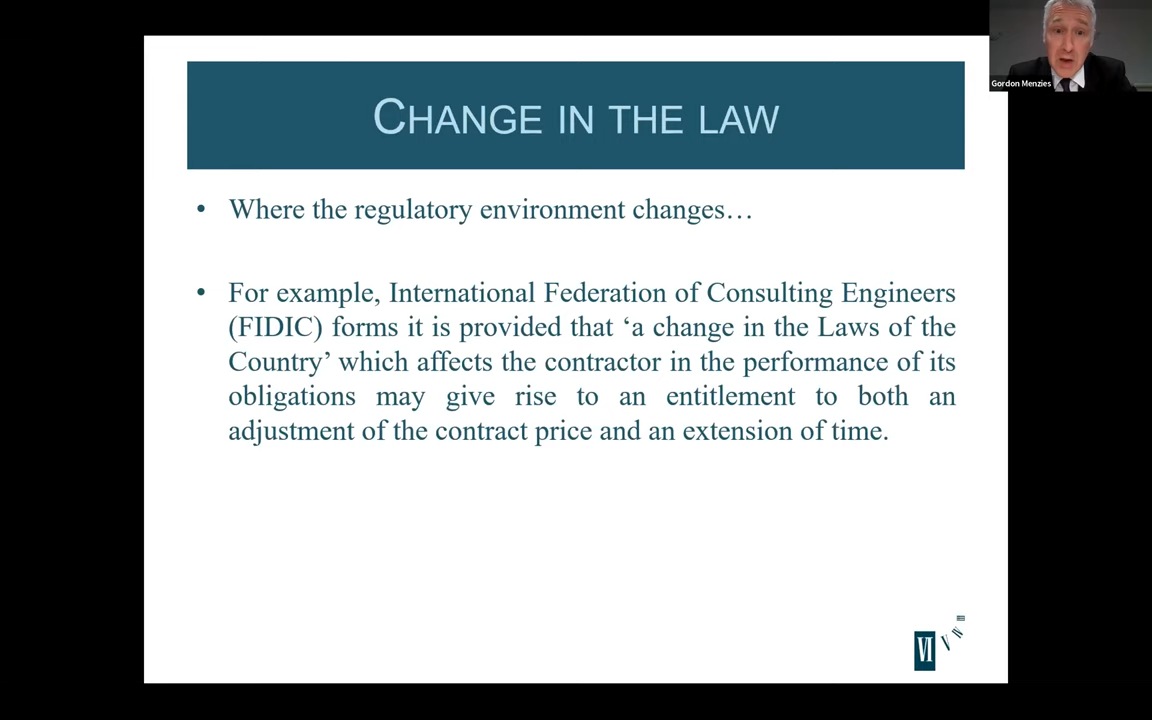 Gordon Menzies
CHANGE IN THE LAW
• Where the regulatory environment changes…
• For example, International Federation of Consulting Engineers
(FIDIC) forms it is provided that ‘a change in the Laws of the
Country’ which affects the contractor in the performance of its
obligations may give rise to an entitlement to both an
adjustment of the contract price and an extension of time.
VI